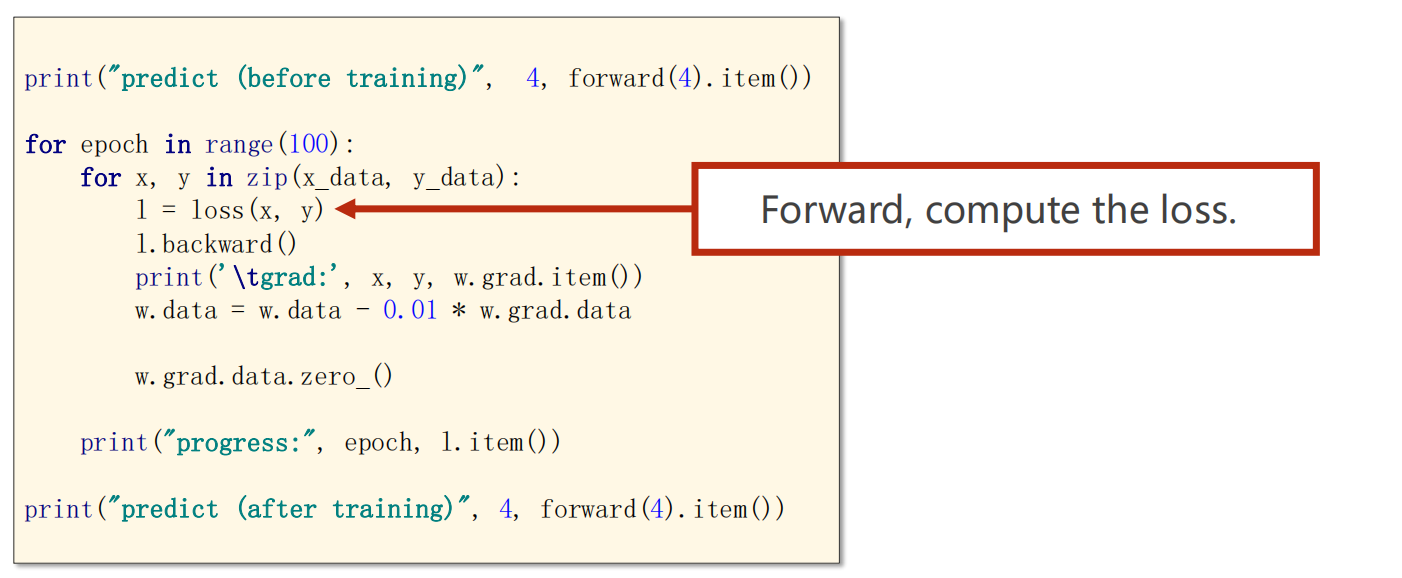 print("predict (before training)",  4, forward(4).item())
for epoch in range(100):
    for x, y in zip(x_data, y_data):
        l = loss(x, y)
        l.backward()
        print('\tgrad:', x, y, w.grad.item())
        w.data = w.data - 0.01 * w.grad.data
        w.grad.data.zero_()
    print("progress:", epoch, l.item())
print("predict (after training)", 4, forward(4).item())
Forward, compute the loss.